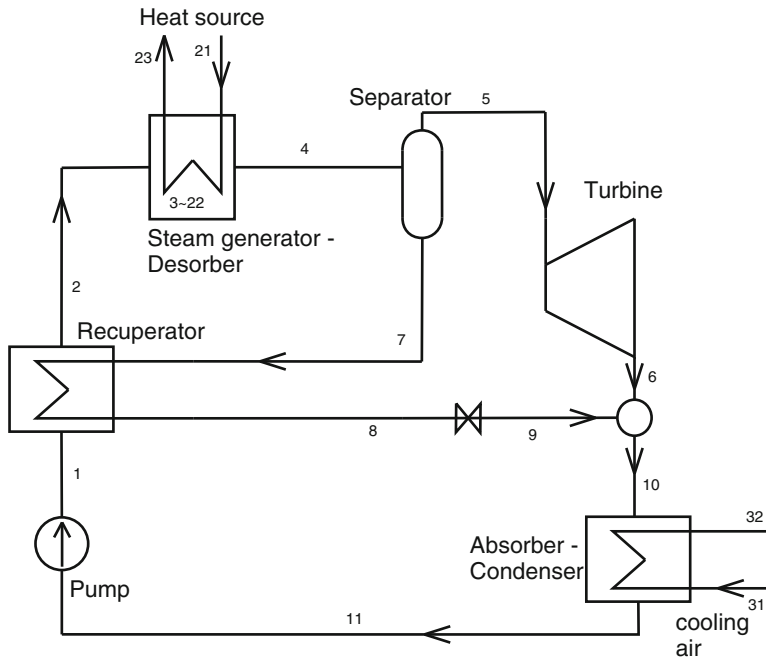 Heat source
23
21
Separator
5
4
Turbine
3~22
Steam generator -
Desorber
2
Recuperator
7
6
8
9
1
10
32
Absorber -
Condenser
Pump
31
11
cooling
air